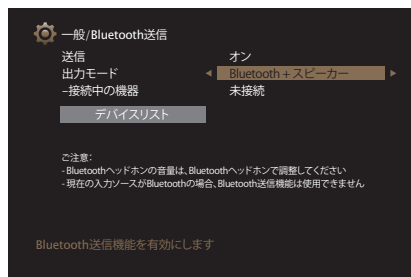 一般/Bluetooth送信
送信 オン
出力モード ◀ Bluetooth + スピーカー ▶
–接続中の機器 未接続
デバイスリスト
ご注意：
- Bluetoothヘッドホンの音量は、Bluetoothヘッドホンで調整してください
- 現在の入力ソースがBluetoothの場合、Bluetooth送信機能は使用できません
Bluetooth送信機能を有効にします